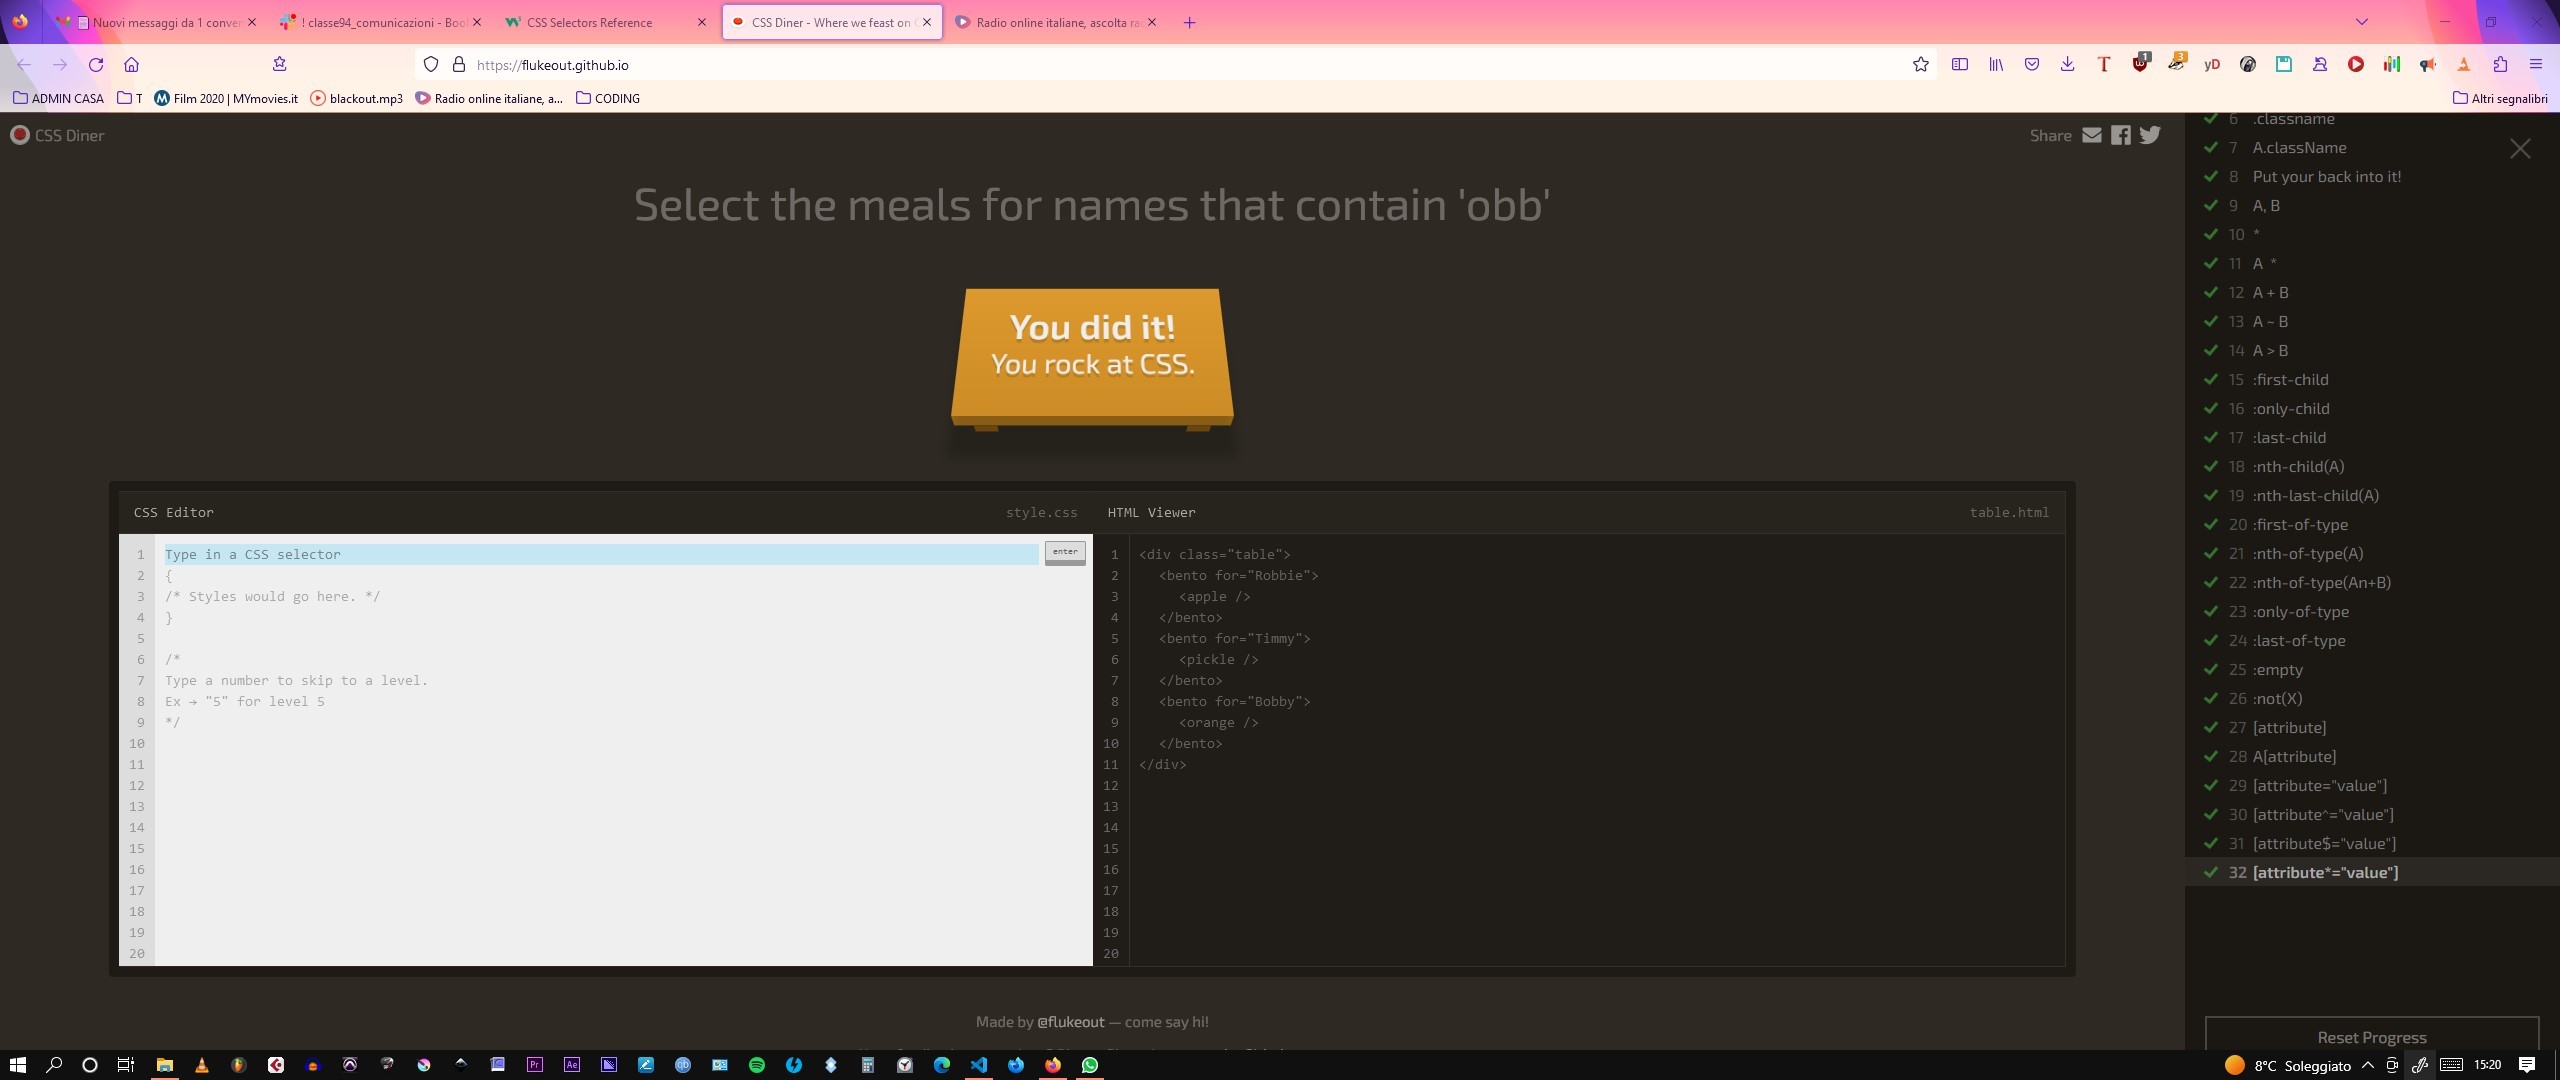 Nuovi messaggi da 1 conver
! classe94_comunicazioni - Boo
CSS Selectors Reference
CSS Diner - Where we feast on
Radio online italiane, ascolta ra
https://flukeout.github.io
1
3
yD
ADMIN CASA
T
Film 2020 | MYmovies.it
blackout.mp3
Radio online italiane, a...
CODING
Altri segnalibri
CSS Diner
Share
Select the meals for names that contain 'obb'
You did it!
You rock at CSS.
CSS Editor
style.css
1 Type in a CSS selector
enter
2 {
3 /* Styles would go here. */
4 }
5
6 /*
7 Type a number to skip to a level.
8 Ex → "5" for level 5
9 */
10
11
12
13
14
15
16
17
18
19
20
HTML Viewer
table.html
1 <div class="table">
2 <bento for="Robbie">
3 <apple />
4 </bento>
5 <bento for="Timmy">
6 <pickle />
7 </bento>
8 <bento for="Bobby">
9 <orange />
10 </bento>
11 </div>
12
13
14
15
16
17
18
19
20
Made by @flukeout — come say hi!
6 .classname
7 A.className
8 Put your back into it!
9 A, B
10 *
11 A *
12 A + B
13 A ~ B
14 A > B
15 :first-child
16 :only-child
17 :last-child
18 :nth-child(A)
19 :nth-last-child(A)
20 :first-of-type
21 :nth-of-type(A)
22 :nth-of-type(An+B)
23 :only-of-type
24 :last-of-type
25 :empty
26 :not(X)
27 [attribute]
28 A[attribute]
29 [attribute="value"]
30 [attribute^="value"]
31 [attribute$="value"]
32 [attribute*="value"]
Reset Progress
Pr
Ae
qb
8°C Soleggiato
15:20